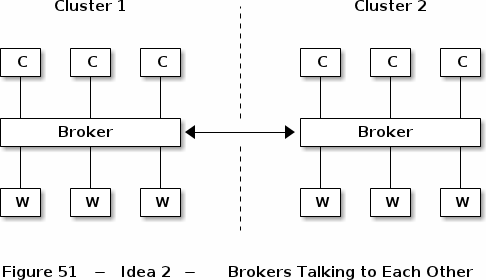 Cluster 1 Cluster 2
C C C C C C
Broker Broker
W W W W W W
Figure 51 – Idea 2 – Brokers Talking to Each Other